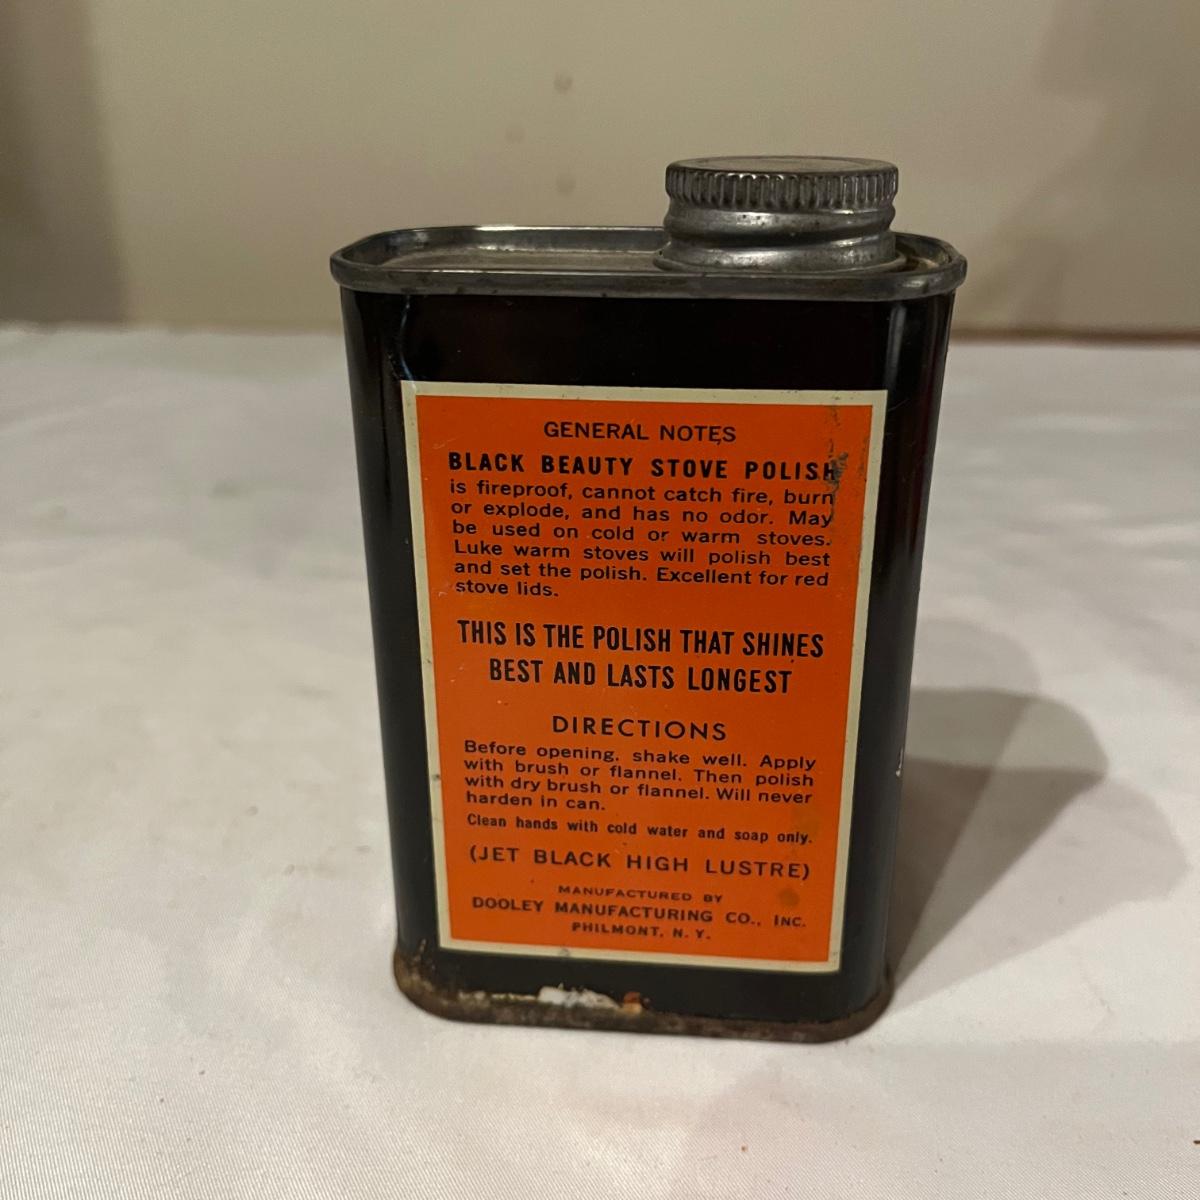 GENERAL NOTES
BLACK BEAUTY STOVE POLISH
is fireproof, cannot catch fire, burn
or explode, and has no odor. May
be used on cold or warm stoves.
Luke warm stoves will polish best
and set the polish. Excellent for red
stove lids.
THIS IS THE POLISH THAT SHINES
BEST AND LASTS LONGEST
DIRECTIONS
Before opening, shake well. Apply
with brush or flannel. Then polish
with dry brush or flannel. Will never
harden in can.
Clean hands with cold water and soap only.
(JET BLACK HIGH LUSTRE)
MANUFACTURED BY
DOOLEY MANUFACTURING CO., INC.
PHILMONT, N. Y.